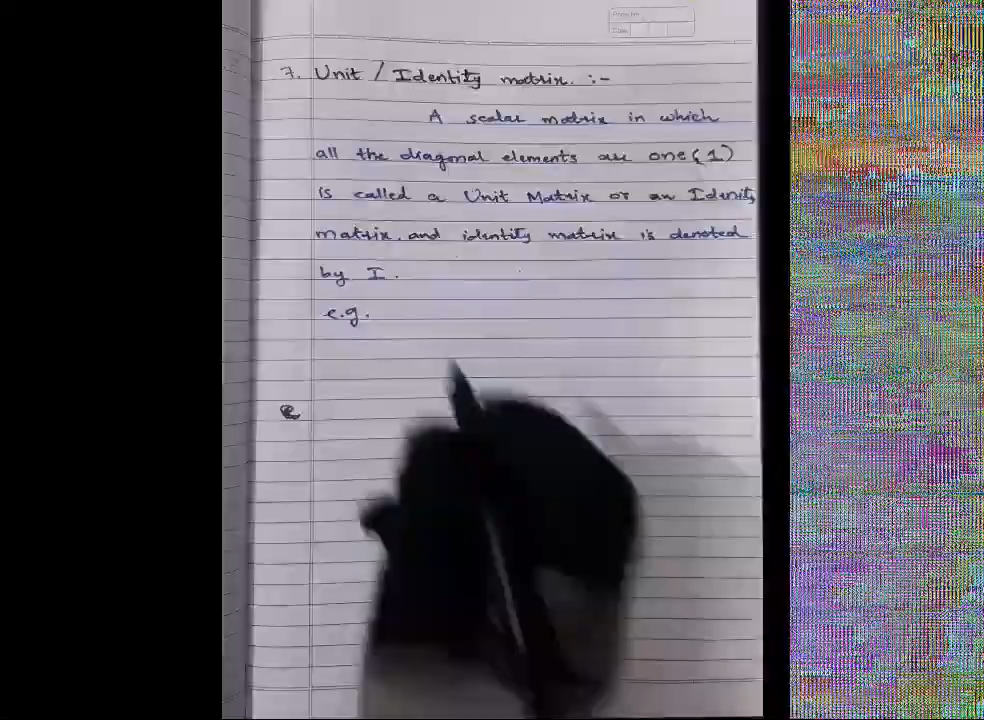 7. Unit / Identity matrix. :-
A scalar matrix in which
all the diagonal elements are one (1)
is called a Unit Matrix or an Idenity
matrix. and identity matrix is denoted
by I.
e.g.